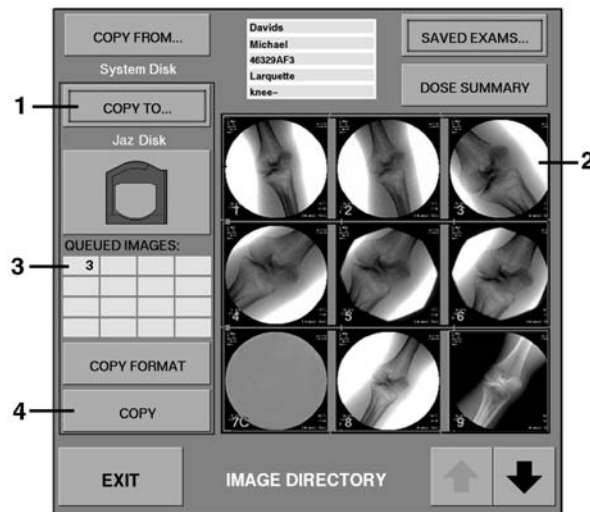 COPY FROM...
System Disk
1
COPY TO...
Jaz Disk
QUEUED IMAGES:
3
3
COPY FORMAT
4
COPY
EXIT
Davids
Michael
46329AF3
Larquette
knee~
SAVED EXAMS...
DOSE SUMMARY
1
2
3
2
4
5
6
7C
8
9
IMAGE DIRECTORY